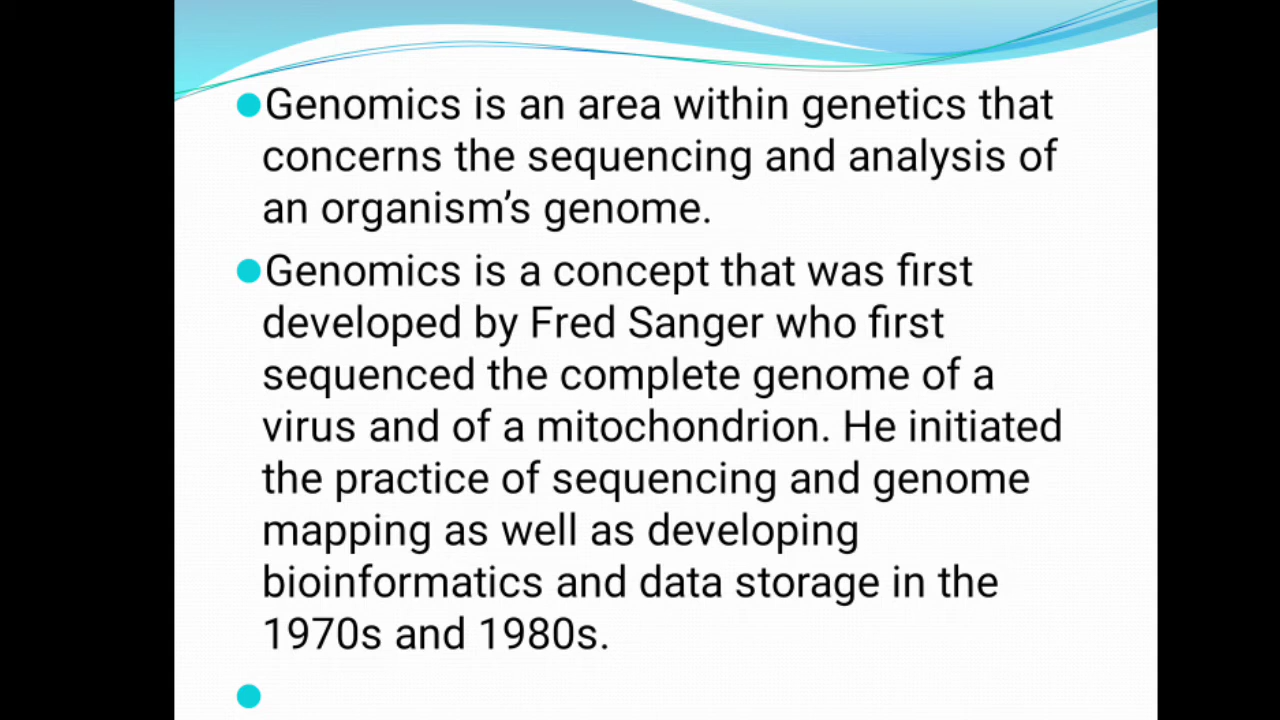 Genomics is an area within genetics that
concerns the sequencing and analysis of
an organism’s genome.
Genomics is a concept that was first
developed by Fred Sanger who first
sequenced the complete genome of a
virus and of a mitochondrion. He initiated
the practice of sequencing and genome
mapping as well as developing
bioinformatics and data storage in the
1970s and 1980s.